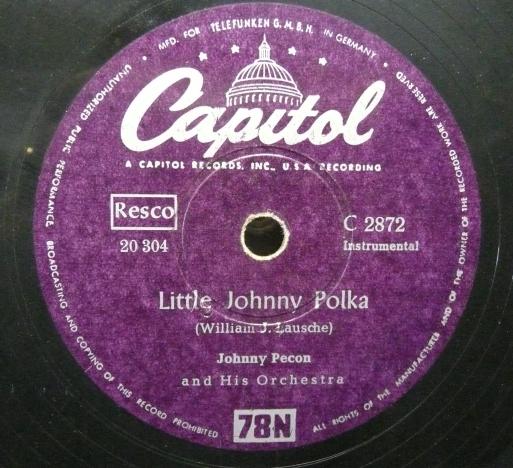 MFD. FOR TELEFUNKEN G.M.B.H. IN GERMANY
Capitol
A CAPITOL RECORDS, INC., U.S.A. RECORDING
Resco
20 304
C 2872
Instrumental
Little Johnny Polka
(William J. Lausche)
Johnny Pecon
and His Orchestra
78N
UNAUTHORIZED PUBLIC PERFORMANCE, BROADCASTING AND COPYING OF THIS RECORD PROHIBITED
ALL RIGHTS OF THE MANUFACTURER AND OF THE OWNER OF THE RECORDED WORK ARE RESERVED